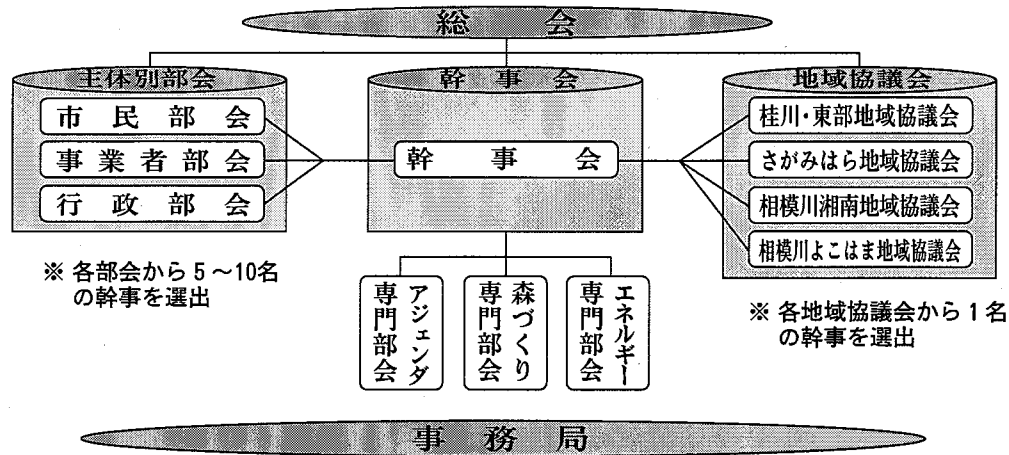 総会
主体別部会
市民部会
事業者部会
行政部会
※ 各部会から5～10名
の幹事を選出
幹事会
幹事会
アジェンダ
専門部会
森づくり
専門部会
エネルギー
専門部会
地域協議会
桂川・東部地域協議会
さがみはら地域協議会
相模川湘南地域協議会
相模川よこはま地域協議会
※ 各地域協議会から1名
の幹事を選出
事務局